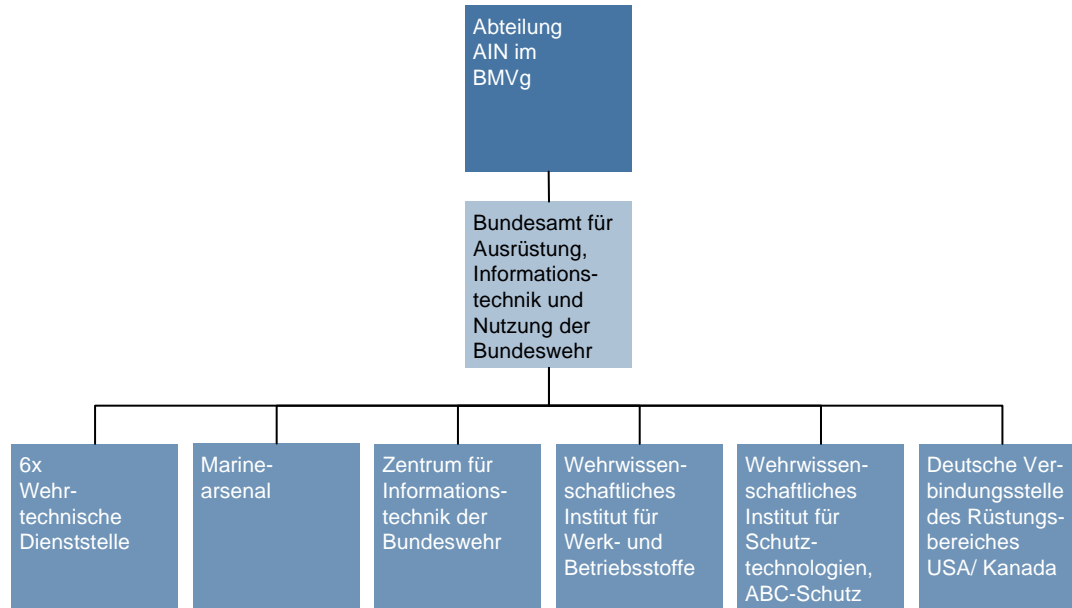 Abteilung
AIN im
BMVg
Bundesamt für
Ausrüstung,
Informations-
technik und
Nutzung der
Bundeswehr
6x
Wehr-
technische
Dienststelle
Marine-
arsenal
Zentrum für
Informations-
technik der
Bundeswehr
Wehrwissen-
schaftliches
Institut für
Werk- und
Betriebsstoffe
Wehrwissen-
schaftliches
Institut für
Schutz-
technologien,
ABC-Schutz
Deutsche Ver-
bindungsstelle
des Rüstungs-
bereiches
USA/ Kanada